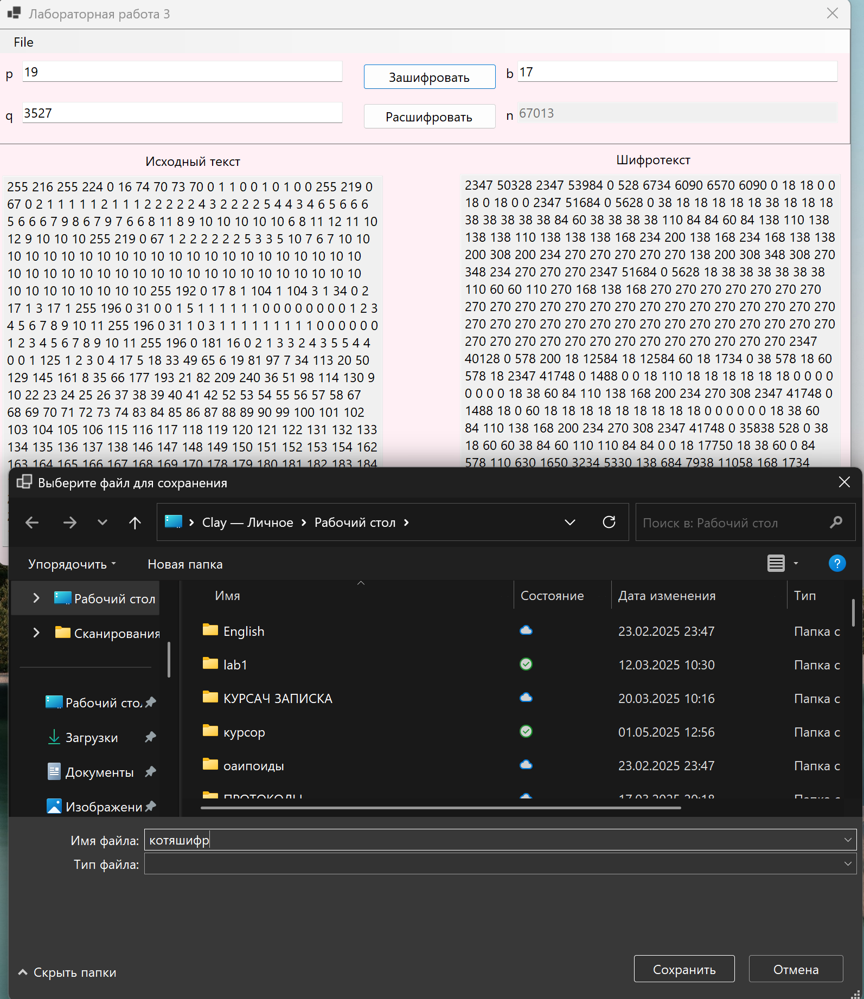 Лабораторная работа 3
File
p 19 Зашифровать b 17
q 3527 Расшифровать n 67013
Исходный текст
255 216 255 224 0 16 74 70 73 70 0 1 1 0 0 1 0 1 0 0 255 219 0
67 0 2 1 1 1 1 1 2 1 1 1 2 2 2 2 2 4 3 2 2 2 2 5 4 4 3 4 6 5 6 6 6
5 6 6 6 7 9 8 6 7 9 7 6 6 8 11 8 9 10 10 10 10 10 6 8 11 12 11 10
12 9 10 10 10 255 219 0 67 1 2 2 2 2 2 2 5 3 3 5 10 7 6 7 10 10
10 10 10 10 10 10 10 10 10 10 10 10 10 10 10 10 10 10 10 10
10 10 10 10 10 10 10 10 10 10 10 10 10 10 10 10 10 10 10 10
10 10 10 10 10 10 10 10 255 192 0 17 8 1 104 1 104 3 1 34 0 2
17 1 3 17 1 255 196 0 31 0 0 1 5 1 1 1 1 1 1 0 0 0 0 0 0 0 0 1 2 3
4 5 6 7 8 9 10 11 255 196 0 31 1 0 3 1 1 1 1 1 1 1 1 1 0 0 0 0 0 0
1 2 3 4 5 6 7 8 9 10 11 255 196 0 181 16 0 2 1 3 3 2 4 3 5 5 4 4
0 0 1 125 1 2 3 0 4 17 5 18 33 49 65 6 19 81 97 7 34 113 20 50
129 145 161 8 35 66 177 193 21 82 209 240 36 51 98 114 130 9
10 22 23 24 25 26 37 38 39 40 41 42 52 53 54 55 56 57 58 67
68 69 70 71 72 73 74 83 84 85 86 87 88 89 90 99 100 101 102
103 104 105 106 115 116 117 118 119 120 121 122 131 132 133
134 135 136 137 138 146 147 148 149 150 151 152 153 154 162
163 164 165 166 167 168 169 170 178 179 180 181 182 183 184
Шифротекст
2347 50328 2347 53984 0 528 6734 6090 6570 6090 0 18 18 0 0
18 0 18 0 0 2347 51684 0 5628 0 38 18 18 18 18 18 38 18 18 18
38 38 38 38 38 84 60 38 38 38 38 110 84 84 60 84 138 110 138
138 138 110 138 138 138 168 234 200 138 168 234 168 138 138
200 308 200 234 270 270 270 270 270 138 200 308 348 308 270
348 234 270 270 270 2347 51684 0 5628 18 38 38 38 38 38 38
110 60 60 110 270 168 138 168 270 270 270 270 270 270 270
270 270 270 270 270 270 270 270 270 270 270 270 270 270 270
270 270 270 270 270 270 270 270 270 270 270 270 270 270 270
270 270 270 270 270 270 270 270 270 270 270 270 270 2347
40128 0 578 200 18 12584 18 12584 60 18 1734 0 38 578 18 60
578 18 2347 41748 0 1488 0 0 18 110 18 18 18 18 18 18 0 0 0 0
0 0 0 0 18 38 60 84 110 138 168 200 234 270 308 2347 41748 0
1488 18 0 60 18 18 18 18 18 18 18 18 18 0 0 0 0 0 0 18 38 60
84 110 138 168 200 234 270 308 2347 41748 0 35838 528 0 38
18 60 60 38 84 60 110 110 84 84 0 0 18 17750 18 38 60 0 84
578 110 630 1650 3234 5330 138 684 7938 11058 168 1734
Выберите файл для сохранения
Clay — Личное Рабочий стол
Поиск в: Рабочий стол
Упорядочить Новая папка
Рабочий стол
Сканирования
Рабочий сто
Загрузки
Документы
Изображени
Имя Состояние Дата изменения Тип
English 23.02.2025 23:47 Папка с
lab1 12.03.2025 10:30 Папка с
КУРСАЧ ЗАПИСКА 20.03.2025 10:16 Папка с
курсор 01.05.2025 12:56 Папка с
оаипоиды 23.02.2025 23:47 Папка с
ПРОТОКОЛЫ 17.03.2025 20:18 Папка с
Имя файла: котяшифр
Тип файла:
Скрыть папки Сохранить Отмена